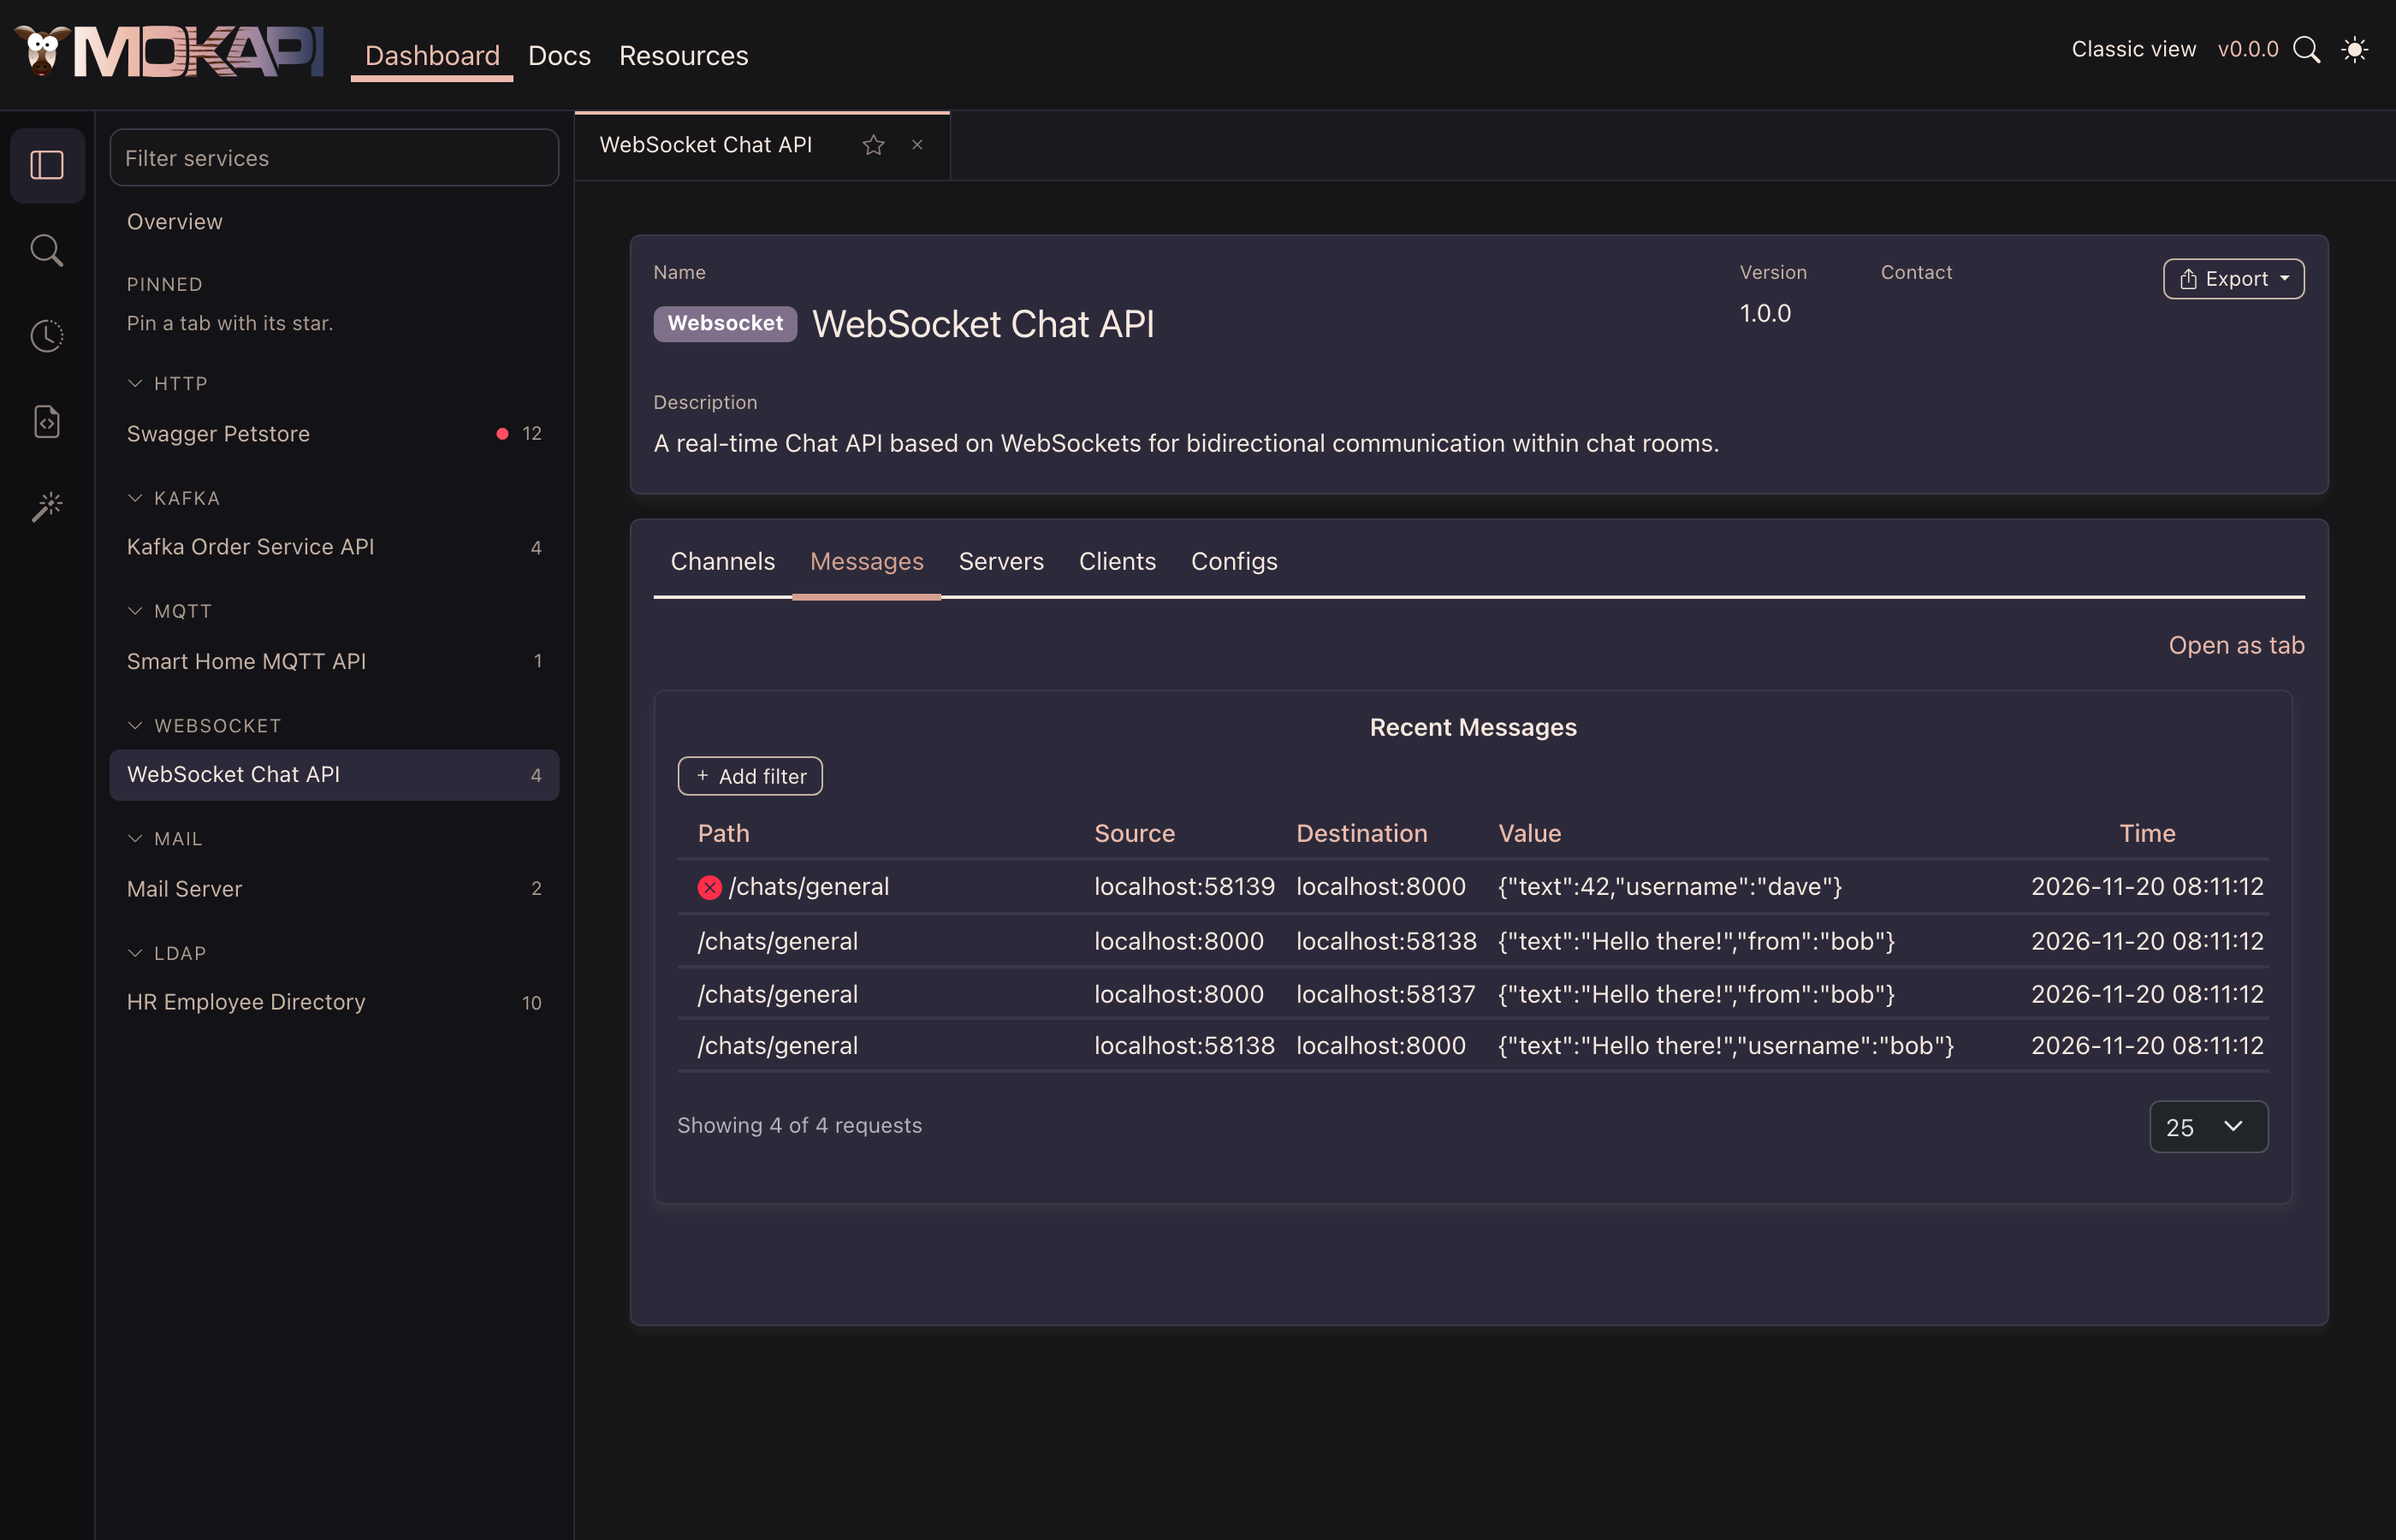 MOKAPI
Dashboard Docs Resources
Classic view v0.0.0
Filter services
Overview
PINNED
Pin a tab with its star.
HTTP
Swagger Petstore 12
KAFKA
Kafka Order Service API 4
MQTT
Smart Home MQTT API 1
WEBSOCKET
WebSocket Chat API 4
MAIL
Mail Server 2
LDAP
HR Employee Directory 10
WebSocket Chat API
Name
Version
Contact
Export
Websocket WebSocket Chat API
1.0.0
Description
A real-time Chat API based on WebSockets for bidirectional communication within chat rooms.
Channels Messages Servers Clients Configs
Open as tab
Recent Messages
+ Add filter
Path Source Destination Value Time
/chats/general localhost:58139 localhost:8000 {"text":42,"username":"dave"} 2026-11-20 08:11:12
/chats/general localhost:8000 localhost:58138 {"text":"Hello there!","from":"bob"} 2026-11-20 08:11:12
/chats/general localhost:8000 localhost:58137 {"text":"Hello there!","from":"bob"} 2026-11-20 08:11:12
/chats/general localhost:58138 localhost:8000 {"text":"Hello there!","username":"bob"} 2026-11-20 08:11:12
Showing 4 of 4 requests
25